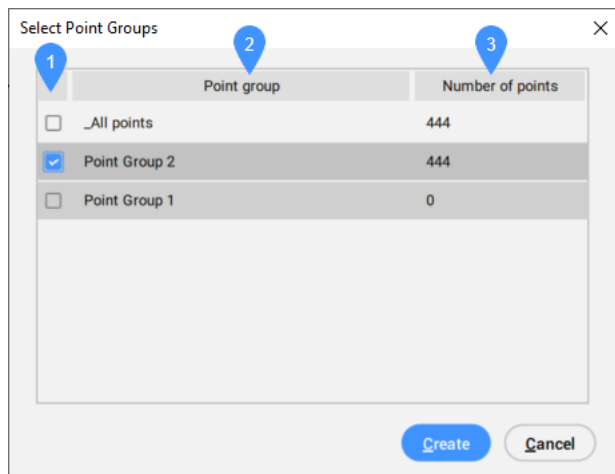 Select Point Groups
1 2 3
Point group Number of points
_All points 444
Point Group 2 444
Point Group 1 0
Create Cancel